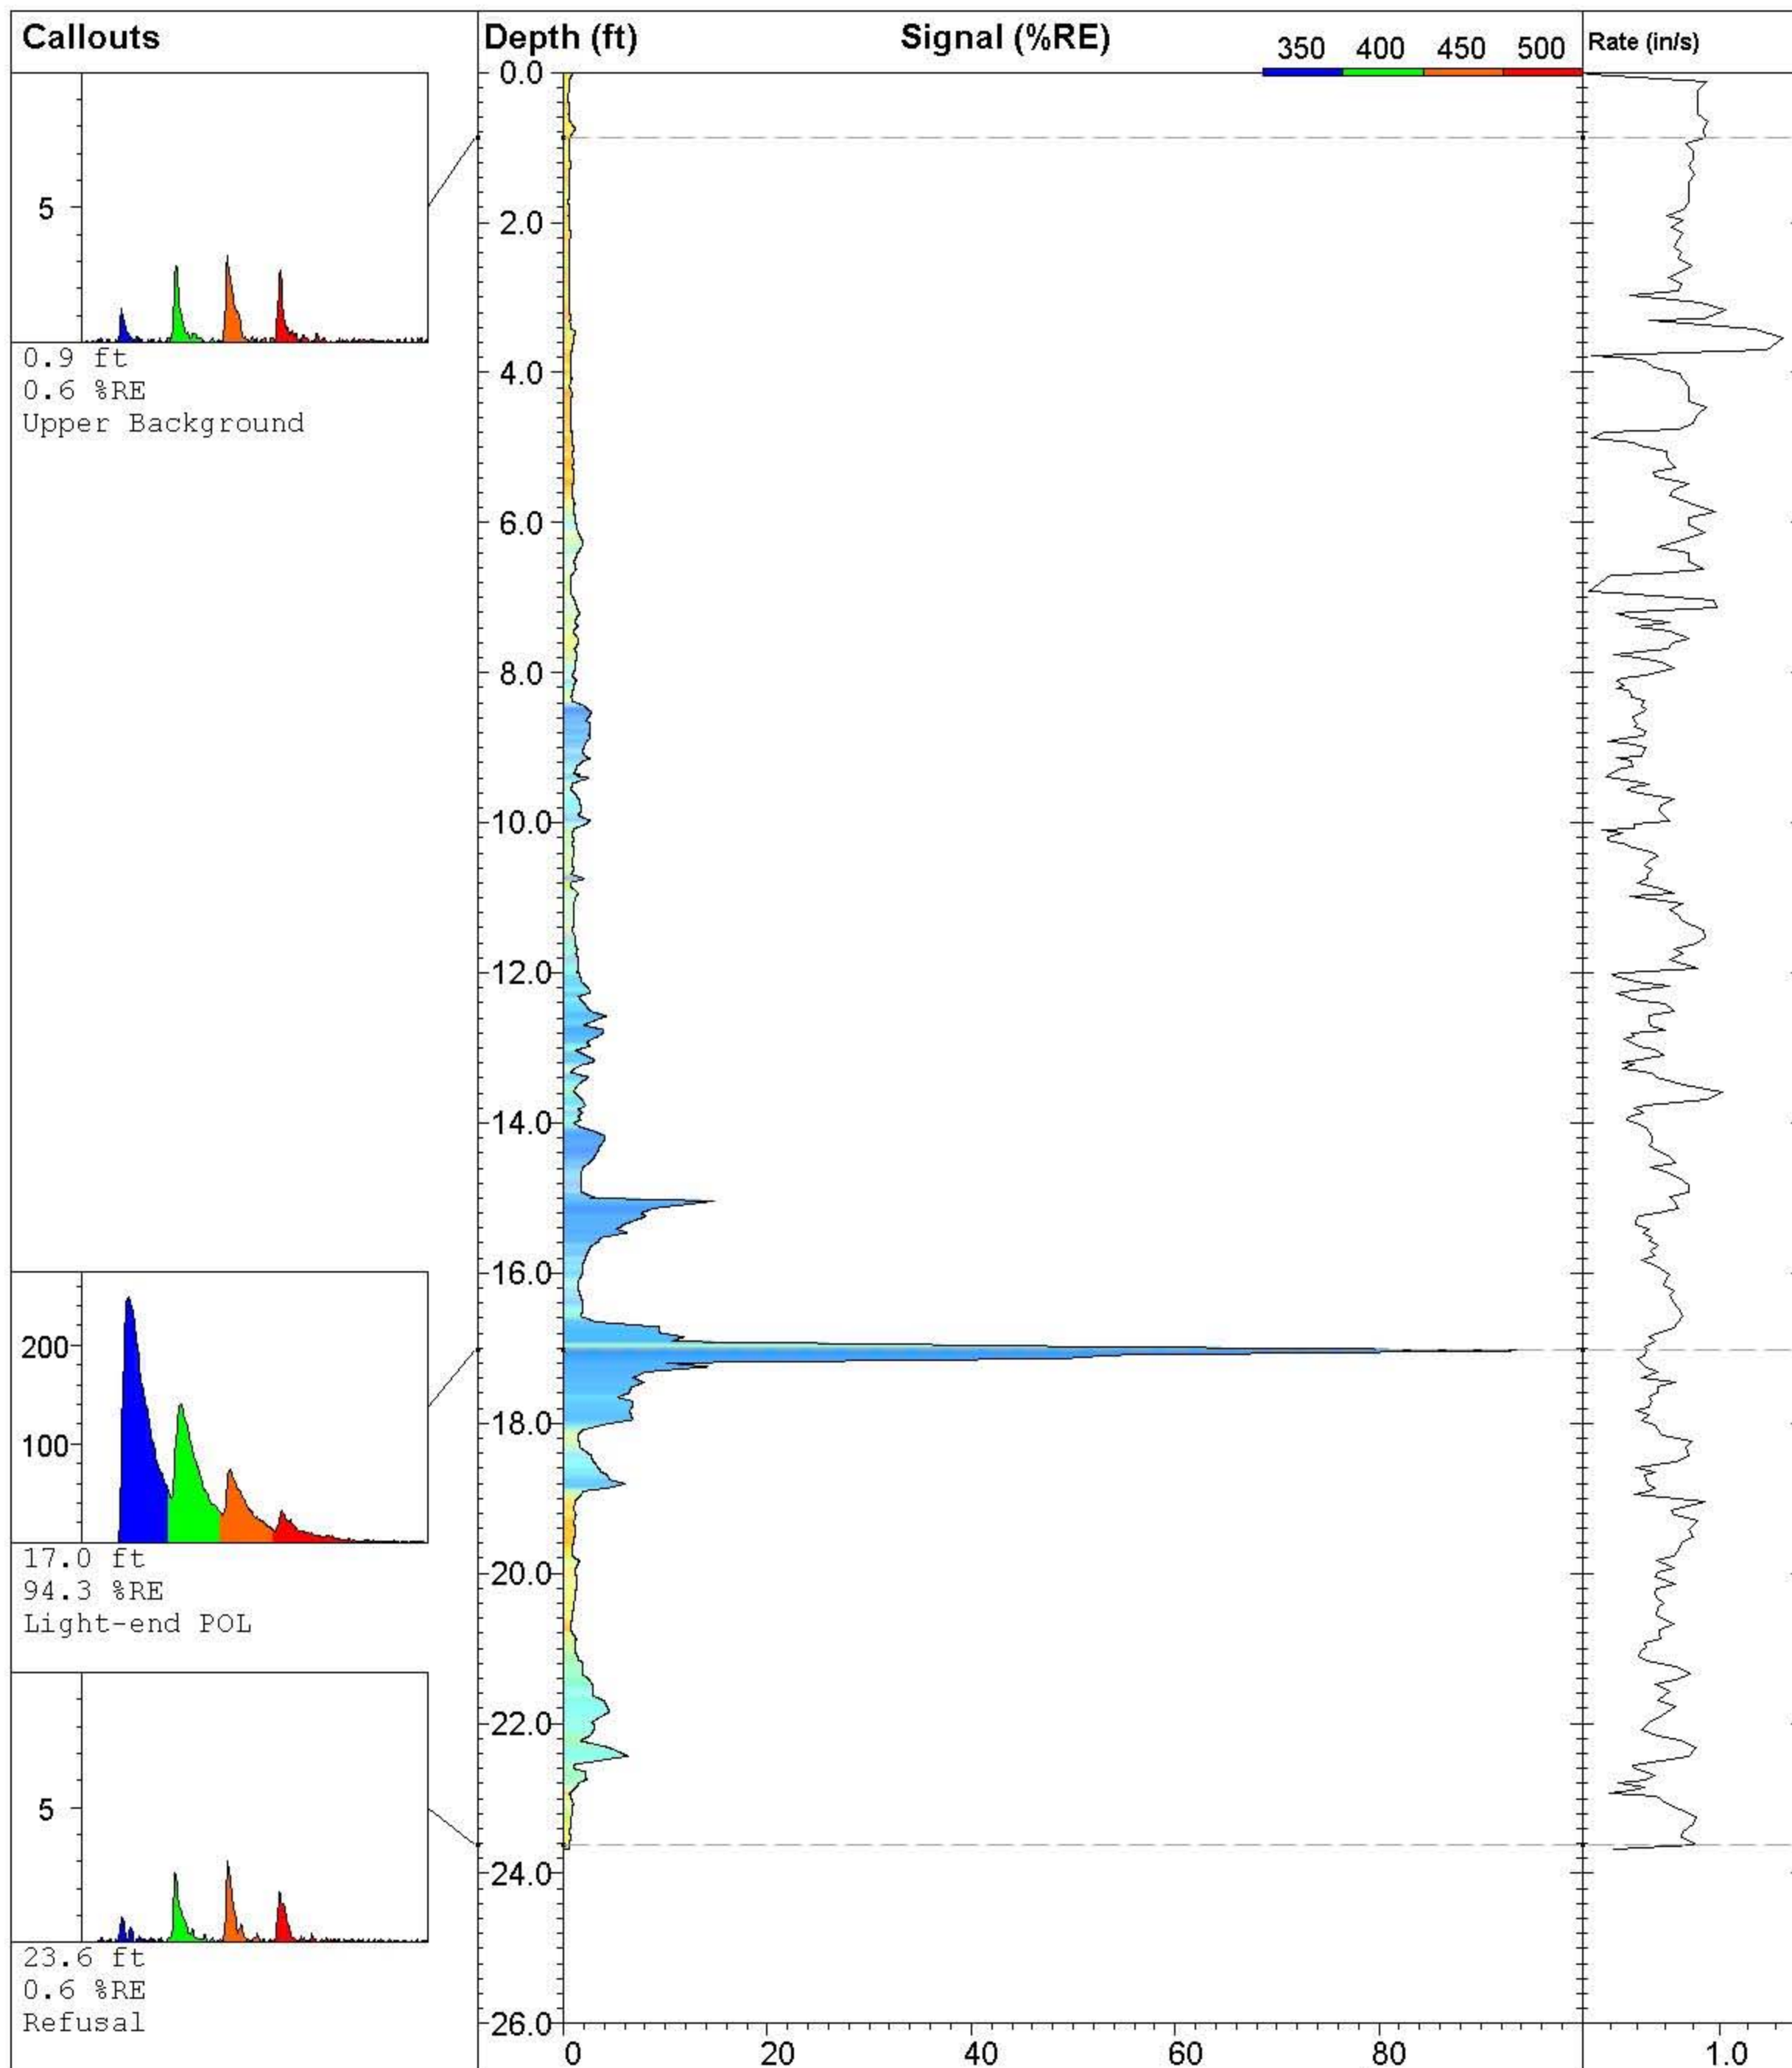 Callouts
Depth (ft)
Signal (%RE)
350 400 450 500
Rate (in/s)
5
0.9 ft
0.6 %RE
Upper Background
200
100
17.0 ft
94.3 %RE
Light-end POL
5
23.6 ft
0.6 %RE
Refusal
0.0
2.0
4.0
6.0
8.0
10.0
12.0
14.0
16.0
18.0
20.0
22.0
24.0
26.0
0 20 40 60 80
1.0